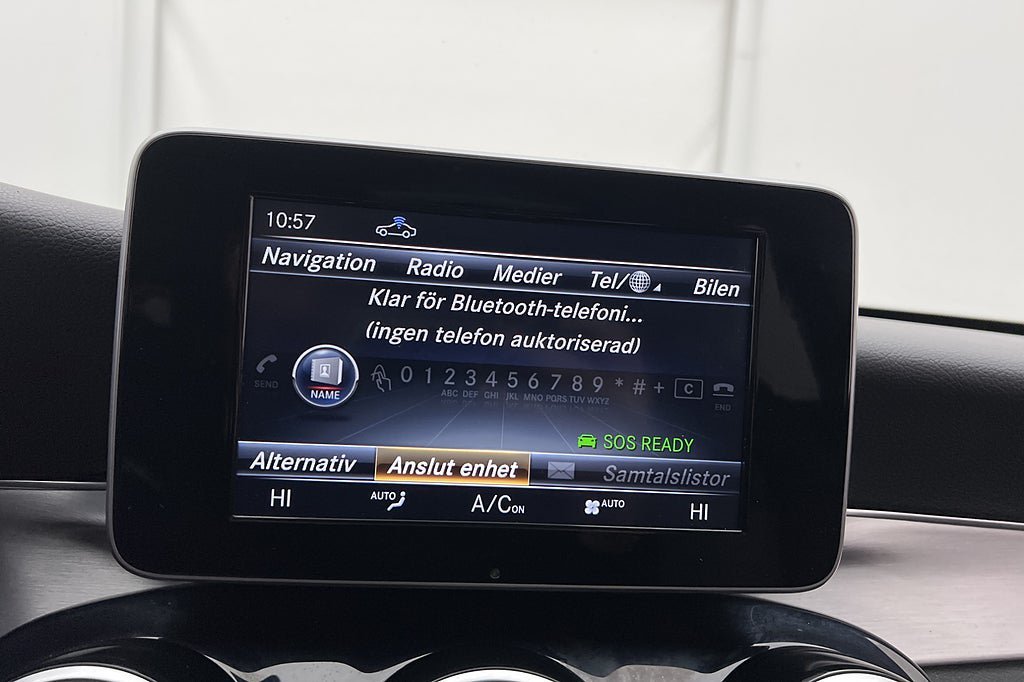 10:57
Navigation Radio Medier Tel/ Bilen
Klar för Bluetooth-telefoni...
(ingen telefon auktoriserad)
SEND NAME 0 1 2 3 4 5 6 7 8 9 * # + C END
ABC DEF GHI JKL MNO PQRS TUV WXYZ
SOS READY
Alternativ Anslut enhet Samtalslistor
HI AUTO A/C ON AUTO HI